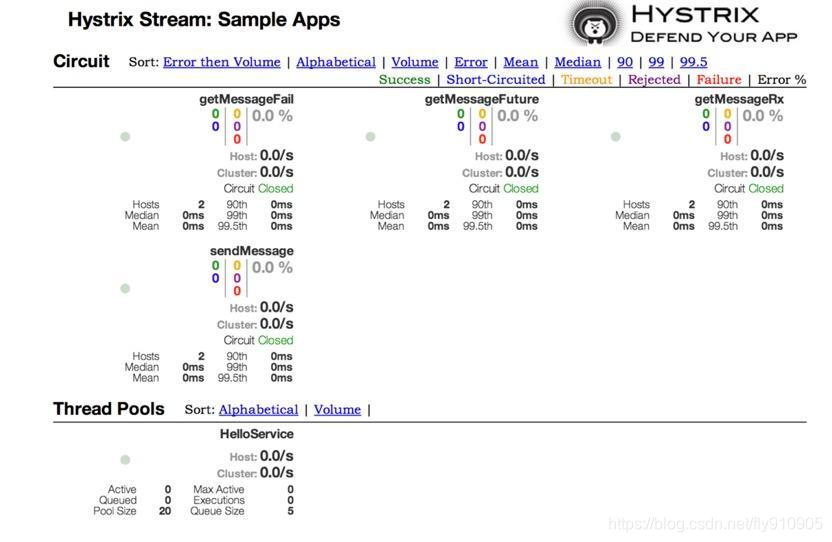 Hystrix Stream: Sample Apps
HYSTRIX
DEFEND YOUR APP
Circuit Sort: Error then Volume | Alphabetical | Volume | Error | Mean | Median | 90 | 99 | 99.5
Success | Short-Circuited | Timeout | Rejected | Failure | Error %
getMessageFail
0 0 0.0 %
0 0
0
Host: 0.0/s
Cluster: 0.0/s
Circuit Closed
Hosts 2 90th 0ms
Median 0ms 99th 0ms
Mean 0ms 99.5th 0ms
getMessageFuture
0 0 0.0 %
0 0
0
Host: 0.0/s
Cluster: 0.0/s
Circuit Closed
Hosts 2 90th 0ms
Median 0ms 99th 0ms
Mean 0ms 99.5th 0ms
getMessageRx
0 0 0.0 %
0 0
0
Host: 0.0/s
Cluster: 0.0/s
Circuit Closed
Hosts 2 90th 0ms
Median 0ms 99th 0ms
Mean 0ms 99.5th 0ms
sendMessage
0 0 0.0 %
0 0
0
Host: 0.0/s
Cluster: 0.0/s
Circuit Closed
Hosts 2 90th 0ms
Median 0ms 99th 0ms
Mean 0ms 99.5th 0ms
Thread Pools Sort: Alphabetical | Volume |
HelloService
Host: 0.0/s
Cluster: 0.0/s
Active 0 Max Active 0
Queued 0 Executions 0
Pool Size 20 Queue Size 5
https://blog.csdn.net/fly910905